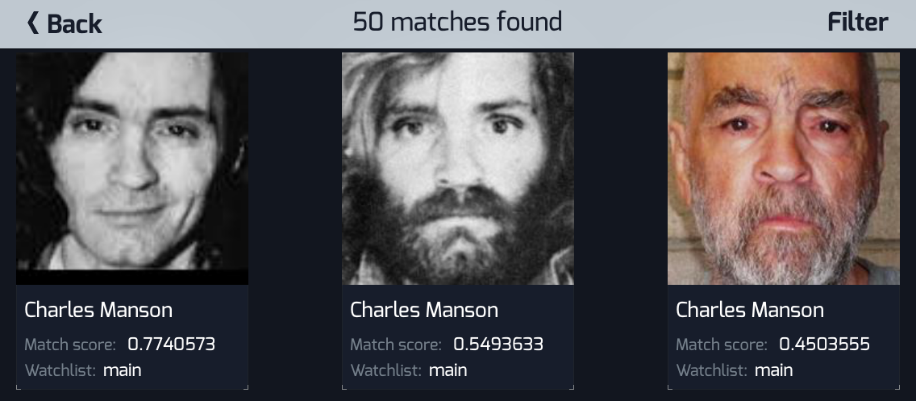 ❮ Back
50 matches found
Filter
Charles Manson
Match score: 0.7740573
Watchlist: main
Charles Manson
Match score: 0.5493633
Watchlist: main
Charles Manson
Match score: 0.4503555
Watchlist: main